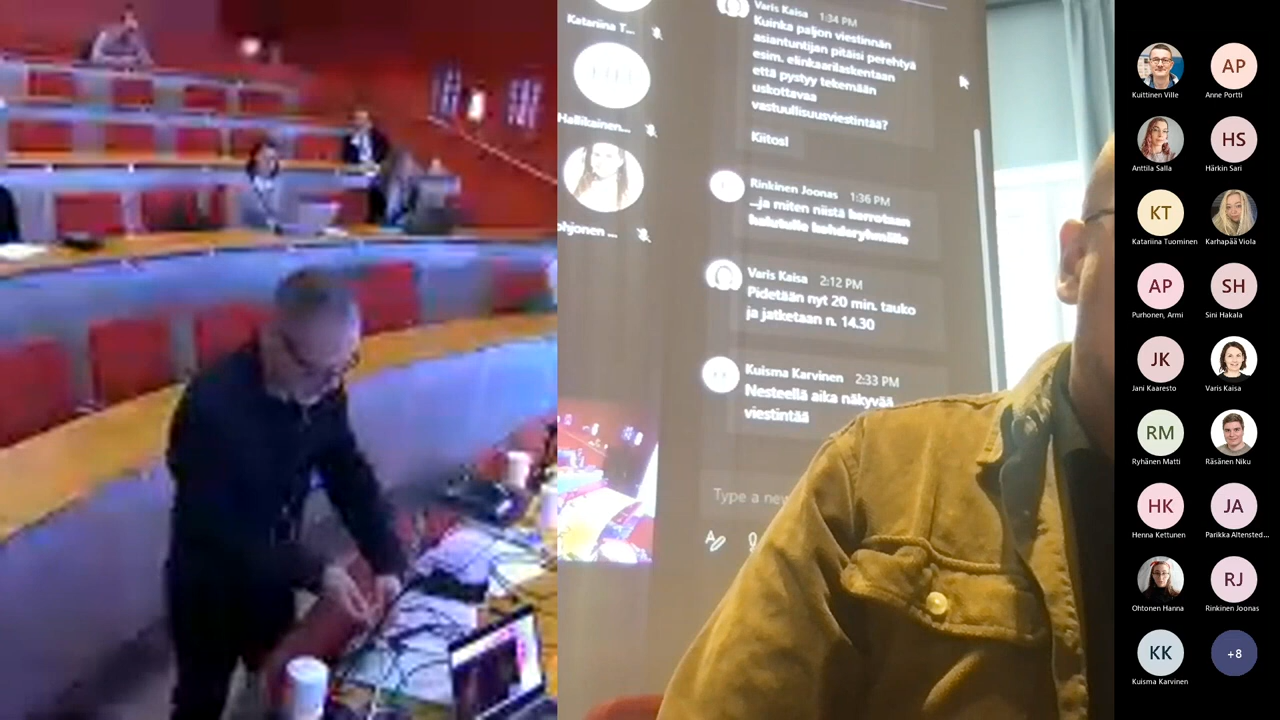 Katariina T...
Hallikainen...
ohjonen ...
Varis Kaisa 1:34 PM
Kuinka paljon viestinnän
asiantuntijan pitäisi perehtyä
esim. elinkaarilaskentaan
että pystyy tekemään
uskottavaa
vastuullisuusviestintää?
Kiitos!
Rinkinen Joonas 1:36 PM
...ja miten niistä kerrotaan
halutulle kohderyhmälle
Varis Kaisa 2:12 PM
Pidetään nyt 20 min. tauko
ja jatketaan n. 14.30
Kuisma Karvinen 2:33 PM
Nesteellä aika näkyvää
viestintää
Type a new
Kuittinen Ville
AP
Anne Portti
Anttila Salla
HS
Härkin Sari
KT
Katariina Tuominen
Karhapää Viola
AP
Purhonen, Armi
SH
Sini Hakala
JK
Jani Kaaresto
Varis Kaisa
RM
Ryhänen Matti
Räsänen Niku
HK
Henna Kettunen
JA
Parikka Altensted...
Ohtonen Hanna
RJ
Rinkinen Joonas
KK
Kuisma Karvinen
+8